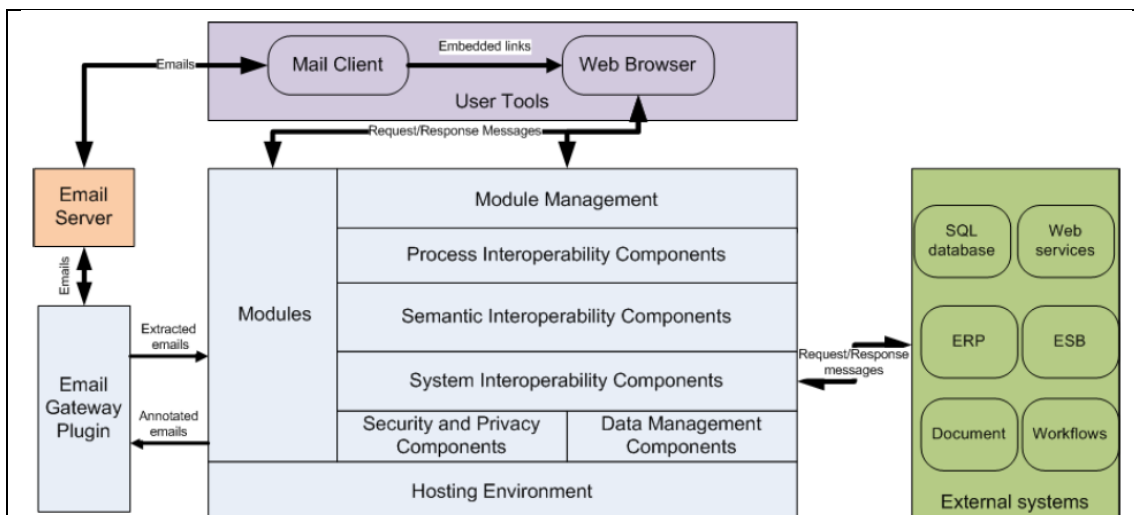 Embedded links
Emails
Mail Client
Web Browser
User Tools
Request/Response Messages
Email
Server
Emails
Email
Gateway
Plugin
Extracted
emails
Annotated
emails
Modules
Module Management
Process Interoperability Components
Semantic Interoperability Components
System Interoperability Components
Security and Privacy
Components
Data Management
Components
Hosting Environment
Request/Response
messages
SQL
database
Web
services
ERP
ESB
Document
Workflows
External systems